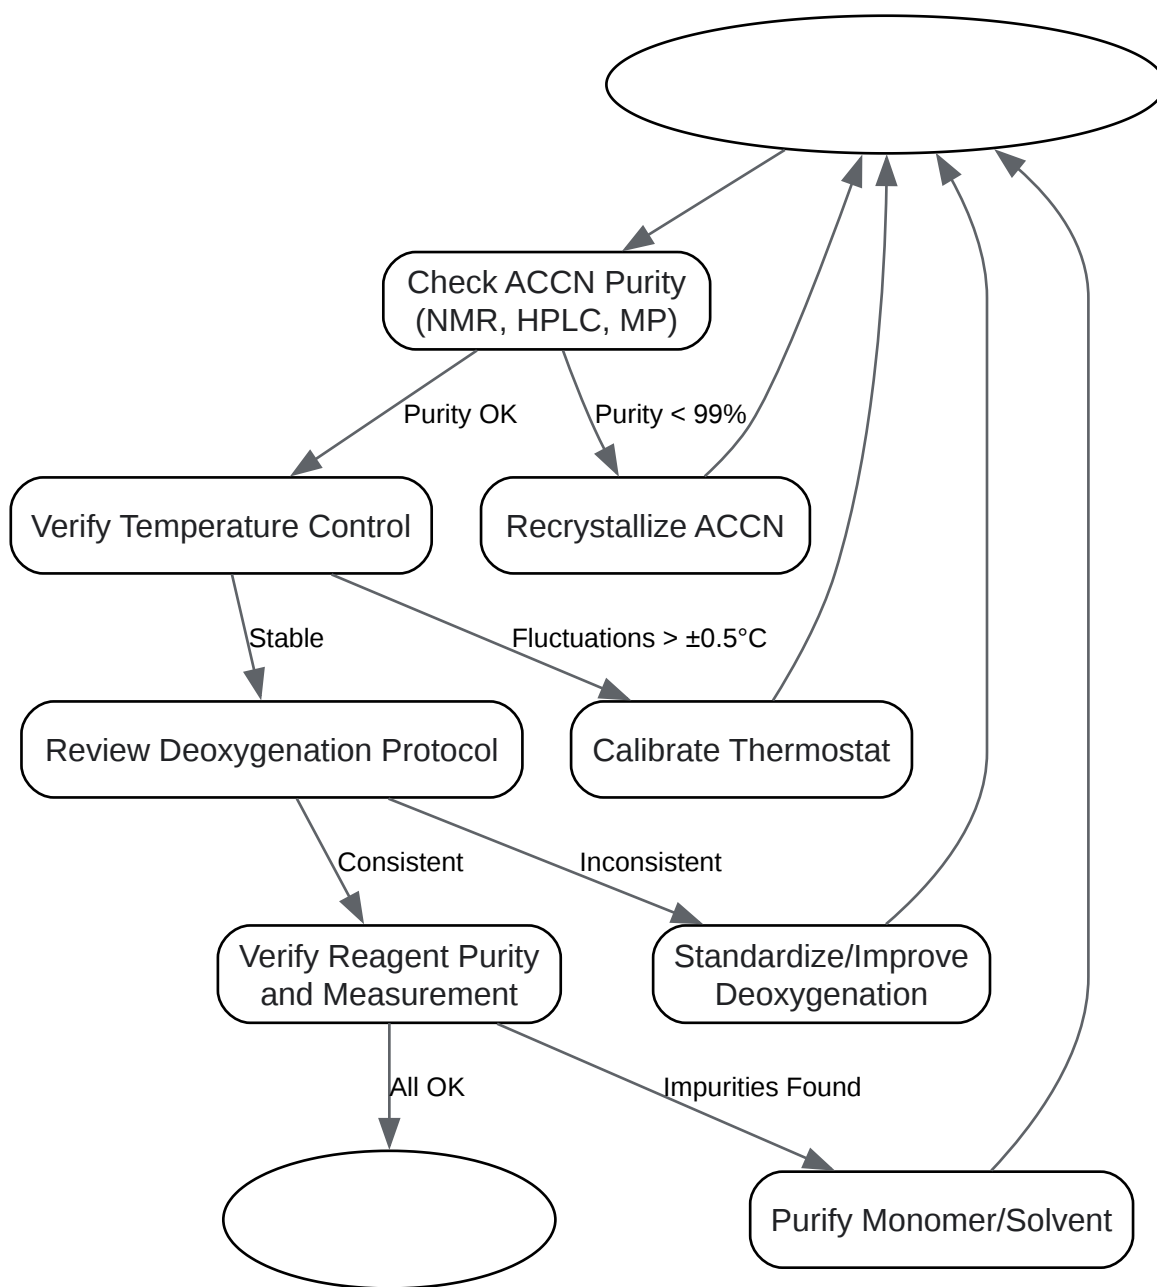 Check ACCN Purity
(NMR, HPLC, MP)
Purity OK
Purity < 99%
Verify Temperature Control
Recrystallize ACCN
Stable
Fluctuations > ±0.5°C
Review Deoxygenation Protocol
Calibrate Thermostat
Consistent
Inconsistent
Verify Reagent Purity
and Measurement
Standardize/Improve
Deoxygenation
All OK
Impurities Found
Purify Monomer/Solvent